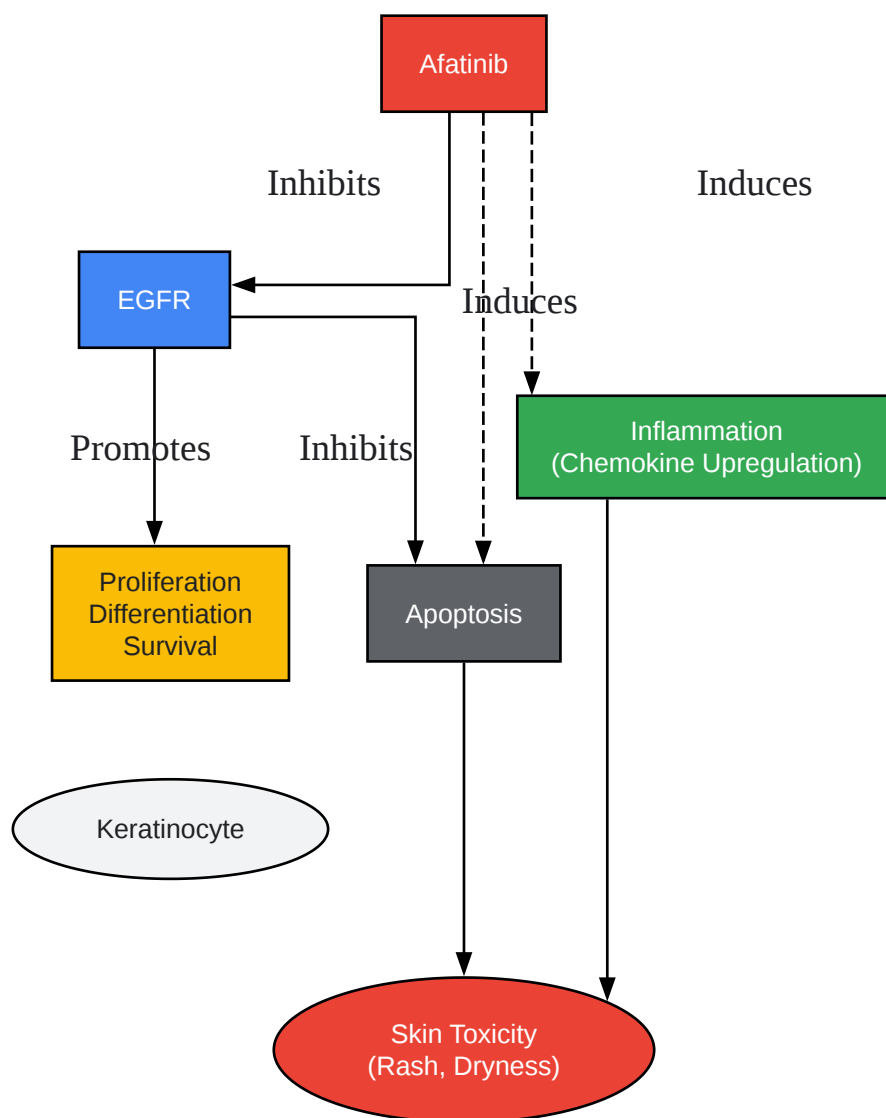 Afatinib
Inhibits
Induces
EGFR
Induces
Promotes
Inhibits
Inflammation
(Chemokine Upregulation)
Proliferation
Differentiation
Survival
Apoptosis
Keratinocyte
Skin Toxicity
(Rash, Dryness)